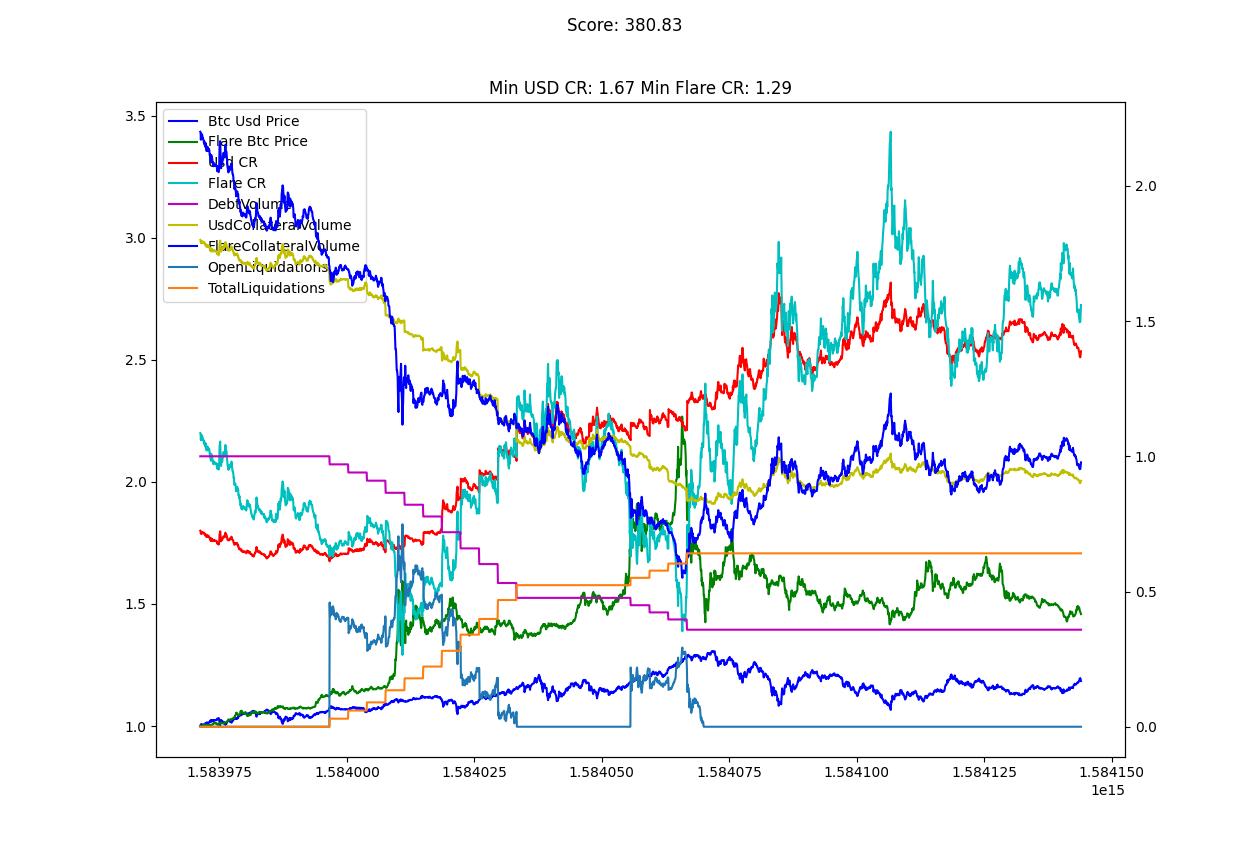 Score: 380.83
Min USD CR: 1.67 Min Flare CR: 1.29
Btc Usd Price
Flare Btc Price
Usd CR
Flare CR
DebtVolume
UsdCollateralVolume
FlareCollateralVolume
OpenLiquidations
TotalLiquidations
3.5
3.0
2.5
2.0
1.5
1.0
2.0
1.5
1.0
0.5
0.0
1.583975
1.584000
1.584025
1.584050
1.584075
1.584100
1.584125
1.584150
1e15